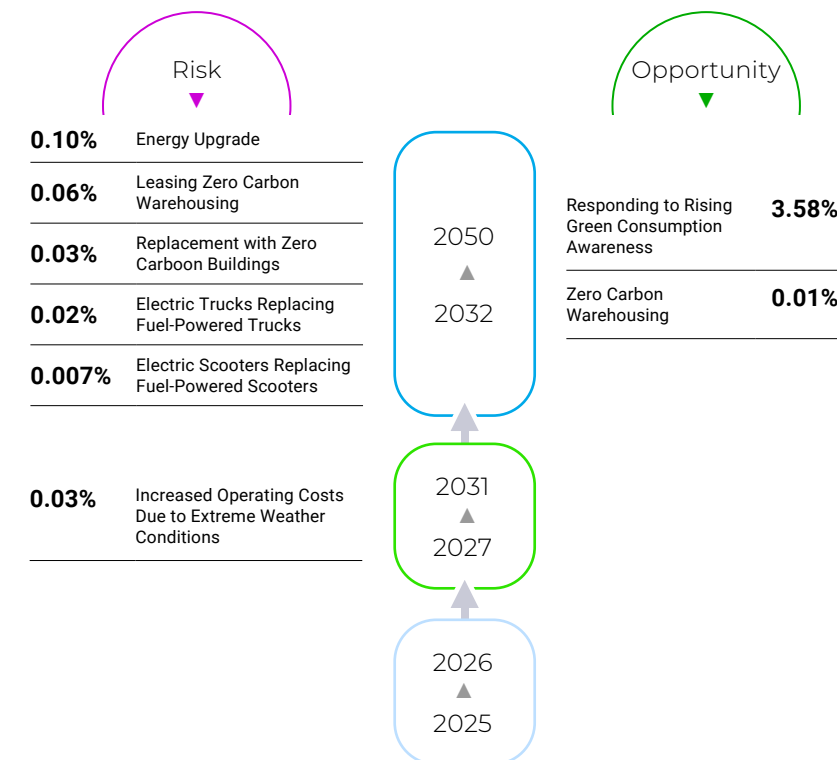 Risk
0.10%
Energy Upgrade
0.06%
Leasing Zero Carbon
Warehousing
0.03%
Replacement with Zero
Carboon Buildings
0.02%
Electric Trucks Replacing
Fuel-Powered Trucks
0.007%
Electric Scooters Replacing
Fuel-Powered Scooters
0.03%
Increased Operating Costs
Due to Extreme Weather
Conditions
2050
2032
2031
2027
2026
2025
Opportunity
Responding to Rising
Green Consumption
Awareness
3.58%
Zero Carbon
Warehousing
0.01%